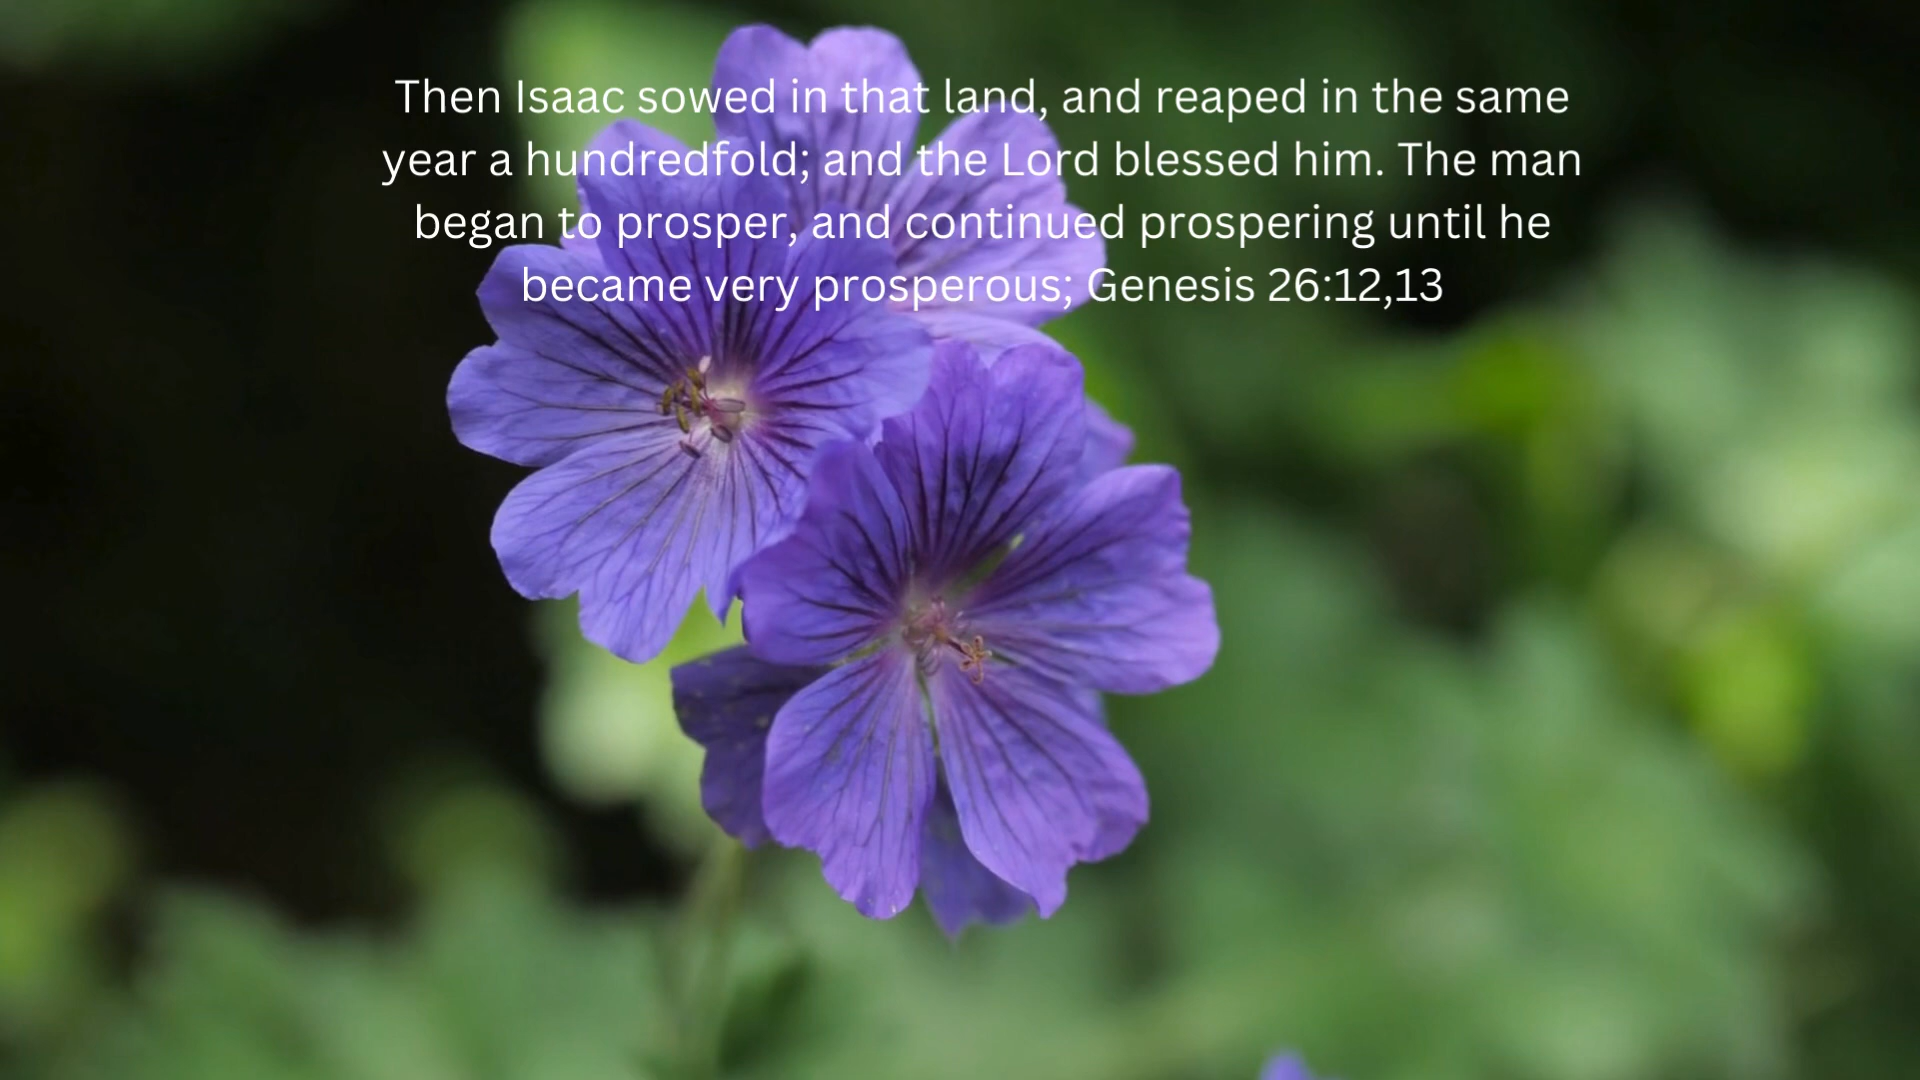 Then Isaac sowed in that land, and reaped in the same
year a hundredfold; and the Lord blessed him. The man
began to prosper, and continued prospering until he
became very prosperous; Genesis 26:12,13